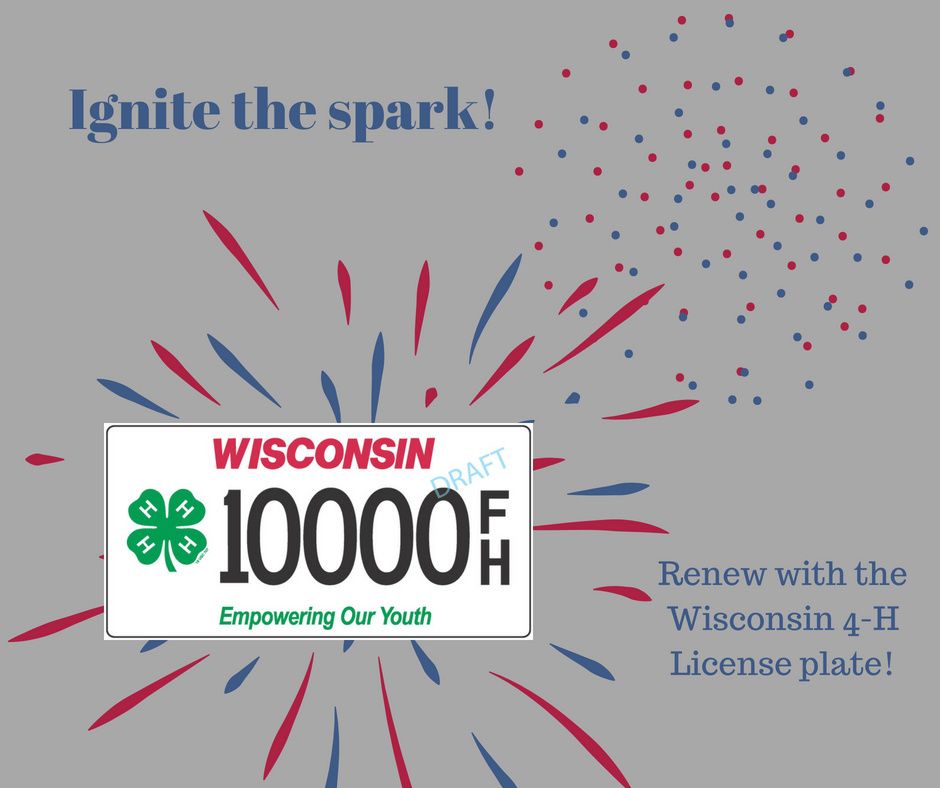 Ignite the spark!
WISCONSIN
DRAFT
H H
H H
10000
F
H
Empowering Our Youth
Renew with the
Wisconsin 4-H
License plate!